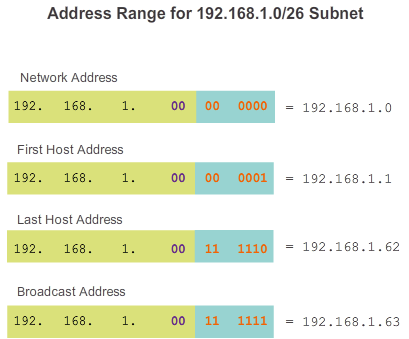 Address Range for 192.168.1.0/26 Subnet
Network Address
192. 168. 1. 00 00 0000 = 192.168.1.0
First Host Address
192. 168. 1. 00 00 0001 = 192.168.1.1
Last Host Address
192. 168. 1. 00 11 1110 = 192.168.1.62
Broadcast Address
192. 168. 1. 00 11 1111 = 192.168.1.63